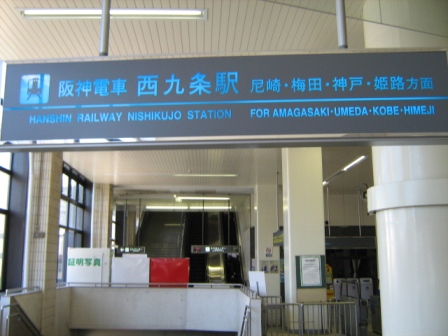 阪神電車 西九条駅 尼崎・梅田・神戸・姫路方面
HANSHIN RAILWAY NISHIKUJO STATION FOR AMAGASAKI・UMEDA・KOBE・HIMEJI
証明写真